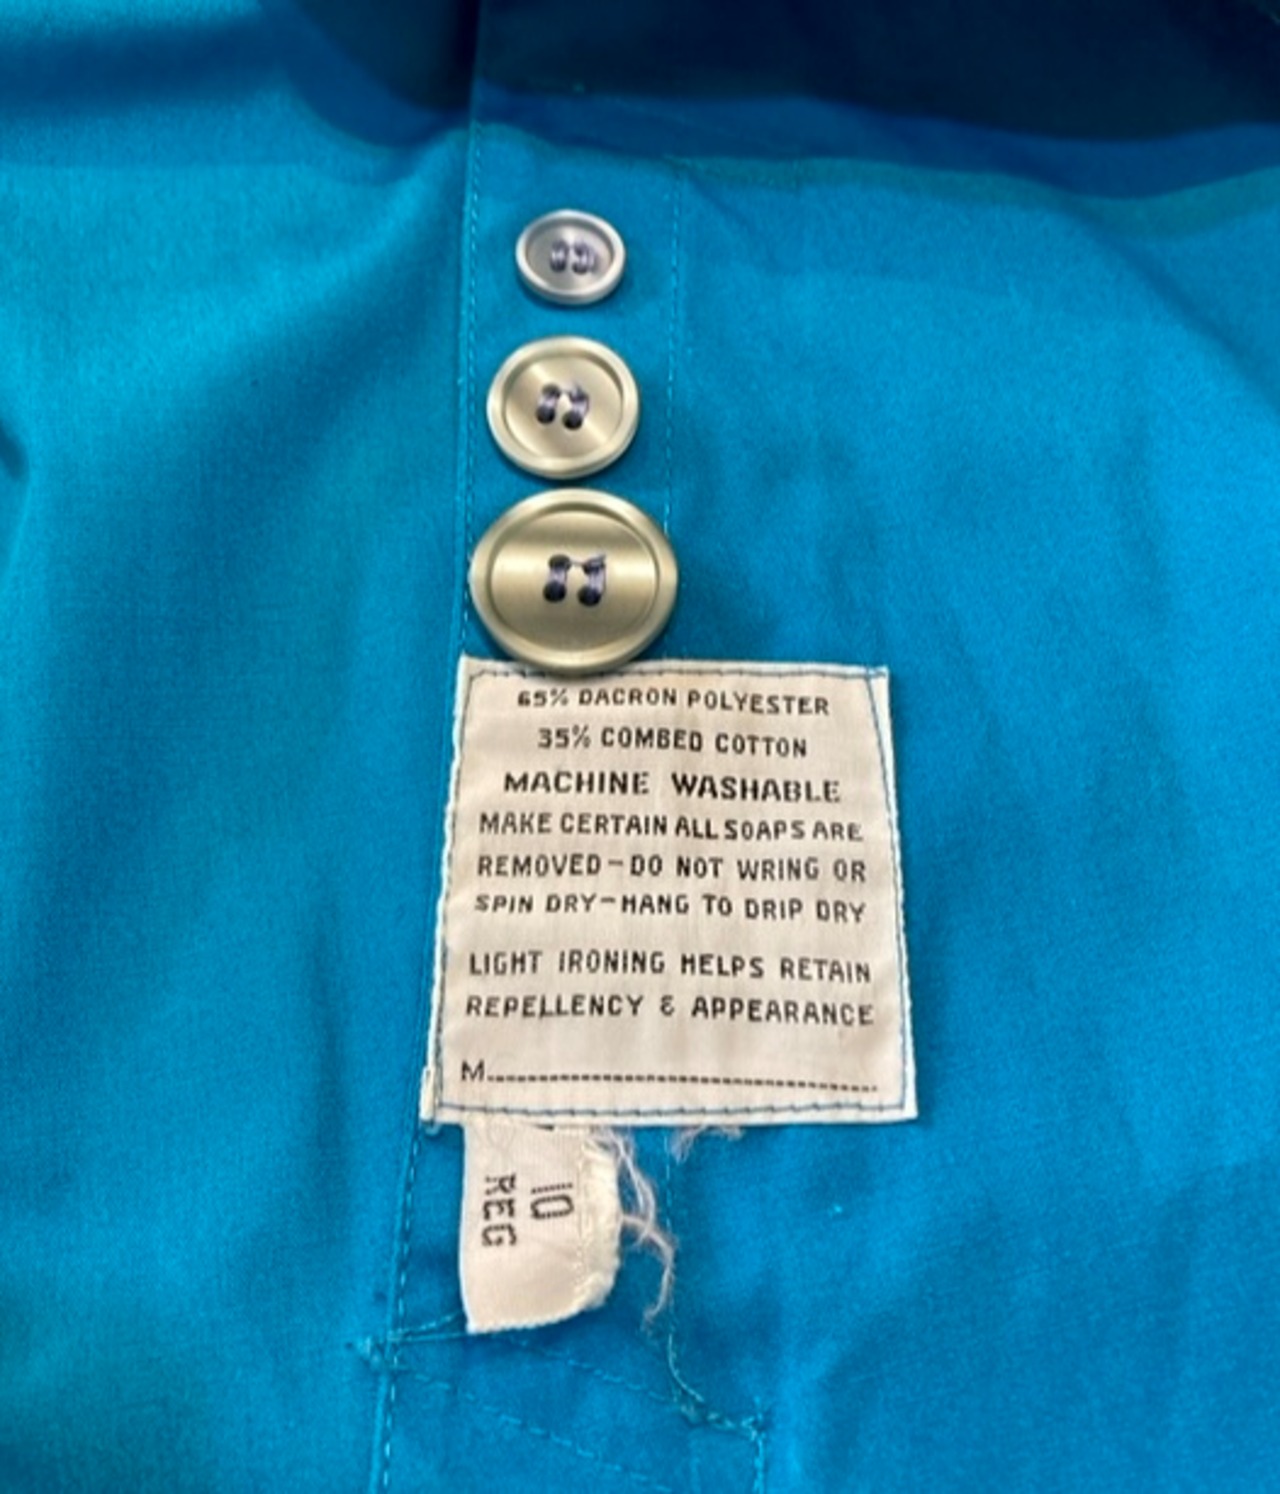 65% DACRON POLYESTER
35% COMBED COTTON
MACHINE WASHABLE
MAKE CERTAIN ALL SOAPS ARE
REMOVED-DO NOT WRING OR
SPIN DRY-HANG TO DRIP DRY
LIGHT IRONING HELPS RETAIN
REPELLENCY & APPEARANCE
M
10
REG